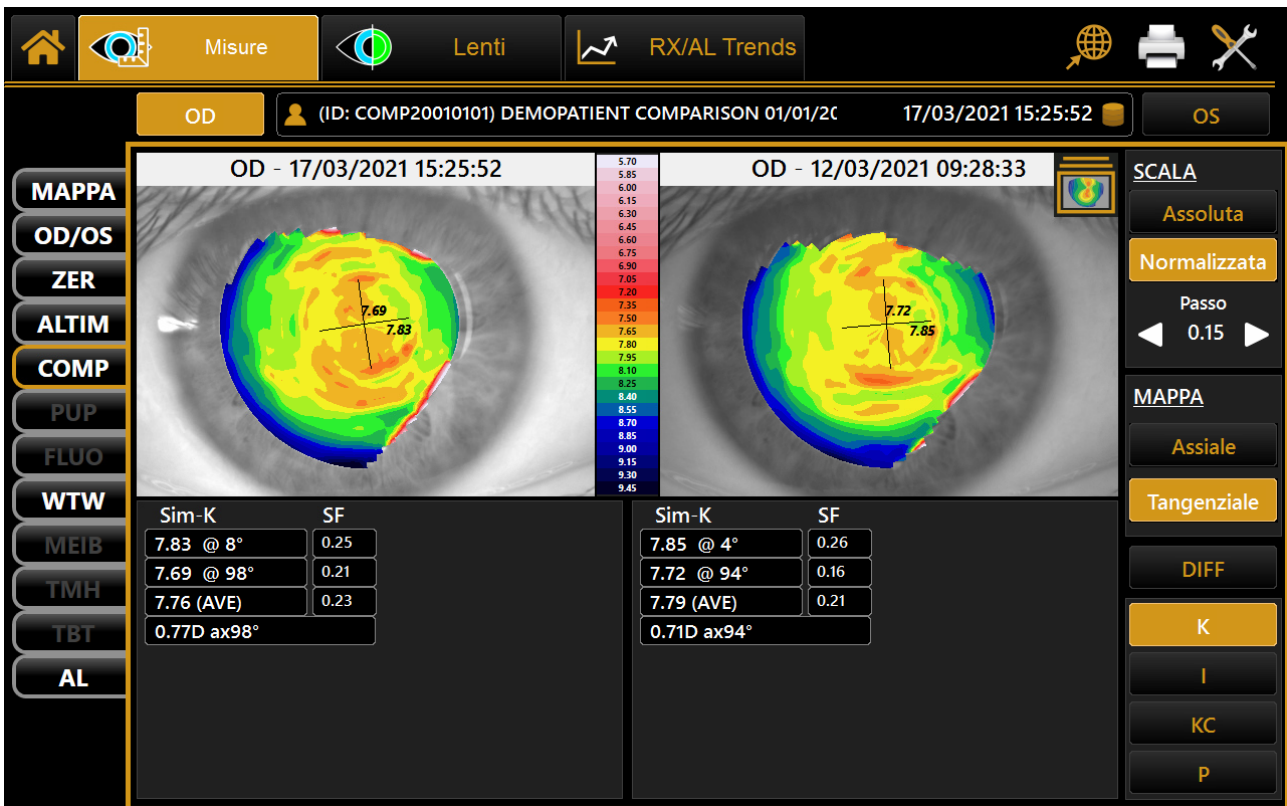 Misure
Lenti
RX/AL Trends
OD
(ID: COMP20010101) DEMOPATIENT COMPARISON 01/01/20
17/03/2021 15:25:52
OS
MAPPA
OD/OS
ZER
ALTIM
COMP
PUP
FLUO
WTW
MEIB
TMH
TBT
AL
OD - 17/03/2021 15:25:52
7.69
7.83
5.70
5.85
6.00
6.15
6.30
6.45
6.60
6.75
6.90
7.05
7.20
7.35
7.50
7.65
7.80
7.95
8.10
8.25
8.40
8.55
8.70
8.85
9.00
9.15
9.30
9.45
OD - 12/03/2021 09:28:33
7.72
7.85
Sim-K SF
7.83 @ 8° 0.25
7.69 @ 98° 0.21
7.76 (AVE) 0.23
0.77D ax98°
Sim-K SF
7.85 @ 4° 0.26
7.72 @ 94° 0.16
7.79 (AVE) 0.21
0.71D ax94°
SCALA
Assoluta
Normalizzata
Passo
0.15
MAPPA
Assiale
Tangenziale
DIFF
K
I
KC
P